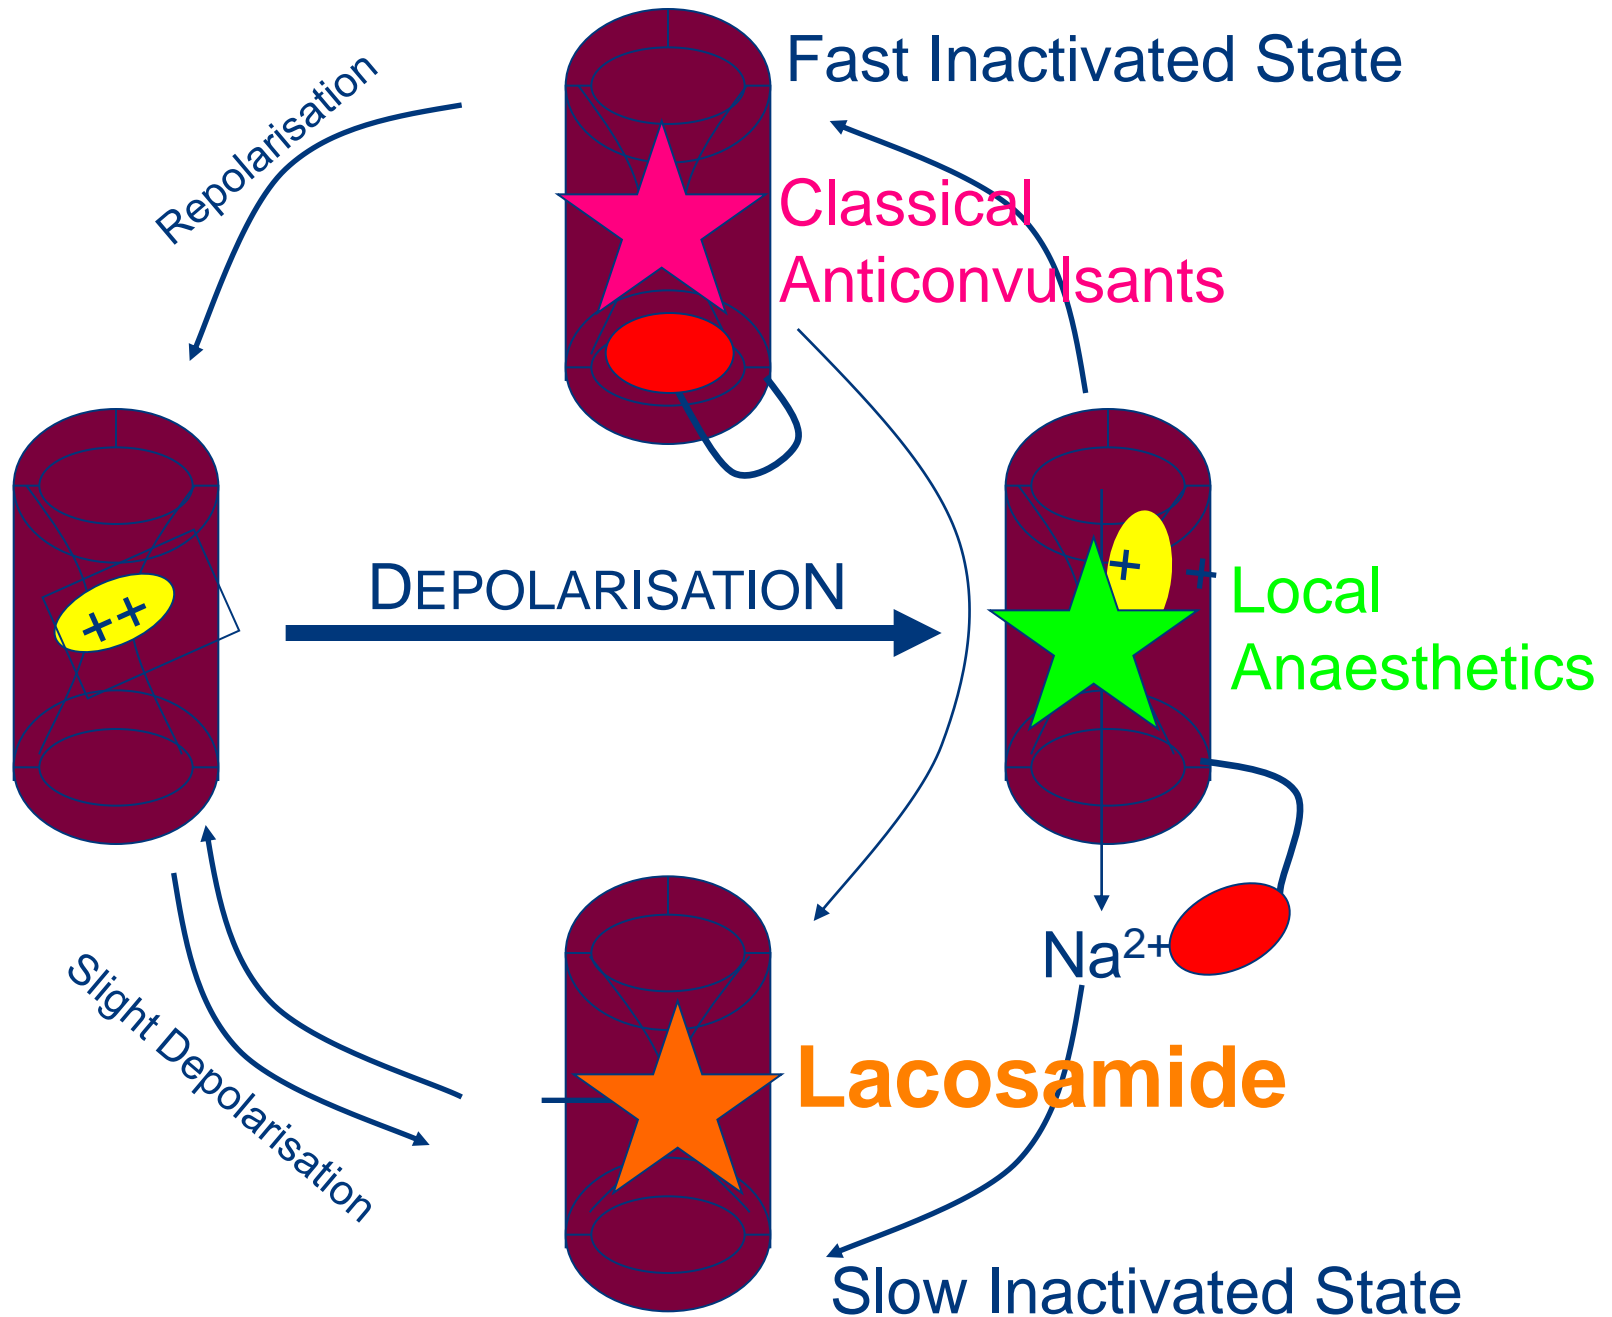 Fast Inactivated State
Repolarisation
Classical
Anticonvulsants
DEPOLARISATION
++
+ +
Local
Anaesthetics
Na²⁺
Slight Depolarisation
Lacosamide
Slow Inactivated State